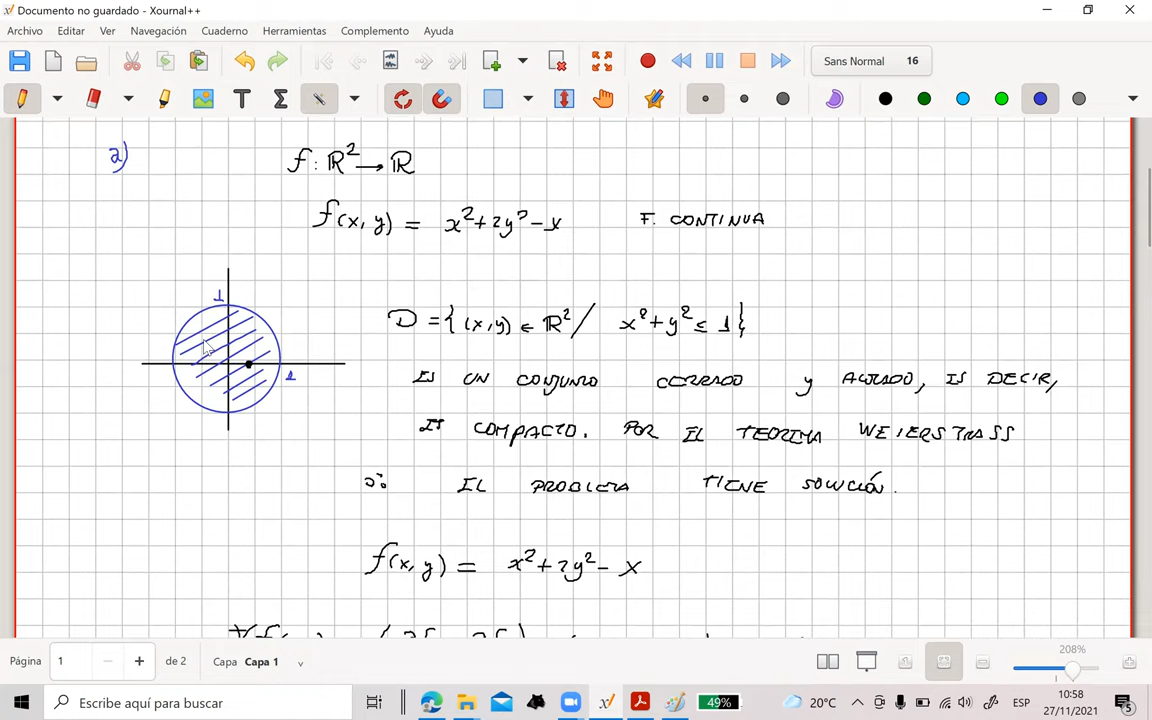 Documento no guardado - Xournal++
Archivo Editar Ver Navegación Cuaderno Herramientas Complemento Ayuda
Sans Normal 16
2)
f : ℝ² → ℝ
f(x, y) = x² + 2y² - x F. CONTINUA
1
D = { (x, y) ∈ ℝ² / x² + y² ≤ 1 }
1
ES UN CONJUNTO CERRADO y ACOTADO, ES DECIR,
ES COMPACTO. POR EL TEOREMA WEIERSTRASS
∴ EL PROBLEMA TIENE SOLUCIÓN.
f(x, y) = x² + 2y² - x
Página 1 de 2 Capa Capa 1
208%
Escribe aquí para buscar
49%
20°C
ESP
10:58
27/11/2021
5